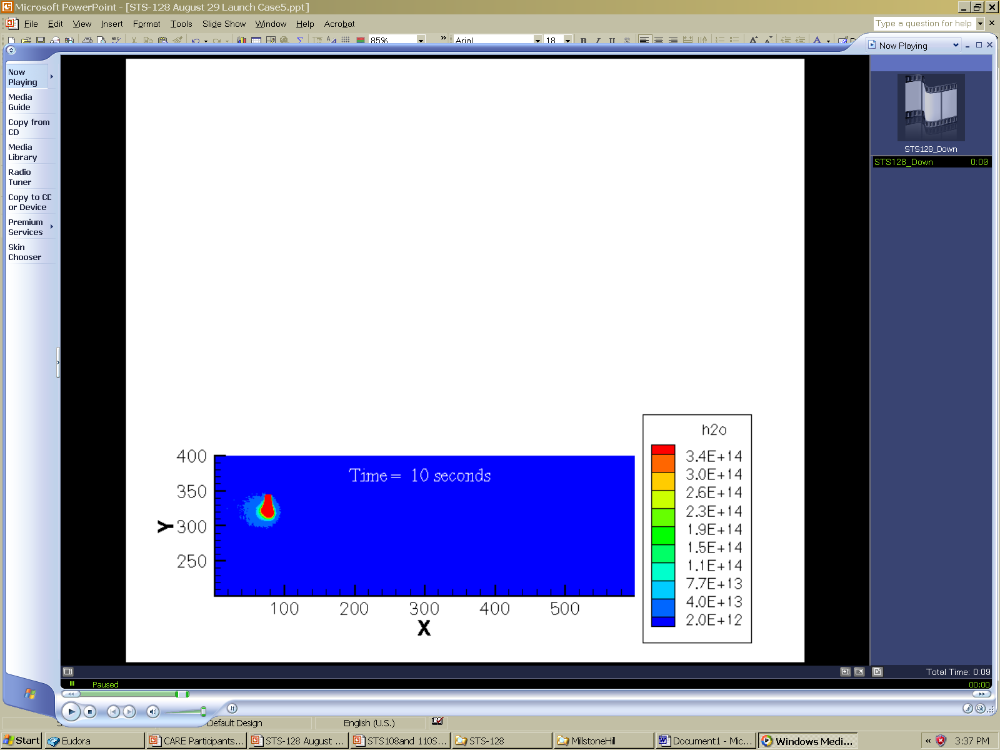 Microsoft PowerPoint - [STS-128 August 29 Launch Case5.ppt]
File Edit View Insert Format Tools Slide Show Window Help Acrobat
Type a question for help
85% Arial 18
Now Playing
Now Playing
Media Guide
Copy from CD
Media Library
Radio Tuner
Copy to CD or Device
Premium Services
Skin Chooser
STS128_Down
STS128_Down 0:09
h2o
3.4E+14
3.0E+14
2.6E+14
2.3E+14
1.9E+14
1.5E+14
1.1E+14
7.7E+13
4.0E+13
2.0E+12
Time = 10 seconds
400
350
300
250
Y
100 200 300 400 500
X
Total Time: 0:09
Paused 00:00
Default Design English (U.S.)
Start Eudora CARE Participants... STS-128 August ... STS108and 110S... STS-128 MillstoneHill Document1 - Mic... Windows Medi... « 3:37 PM